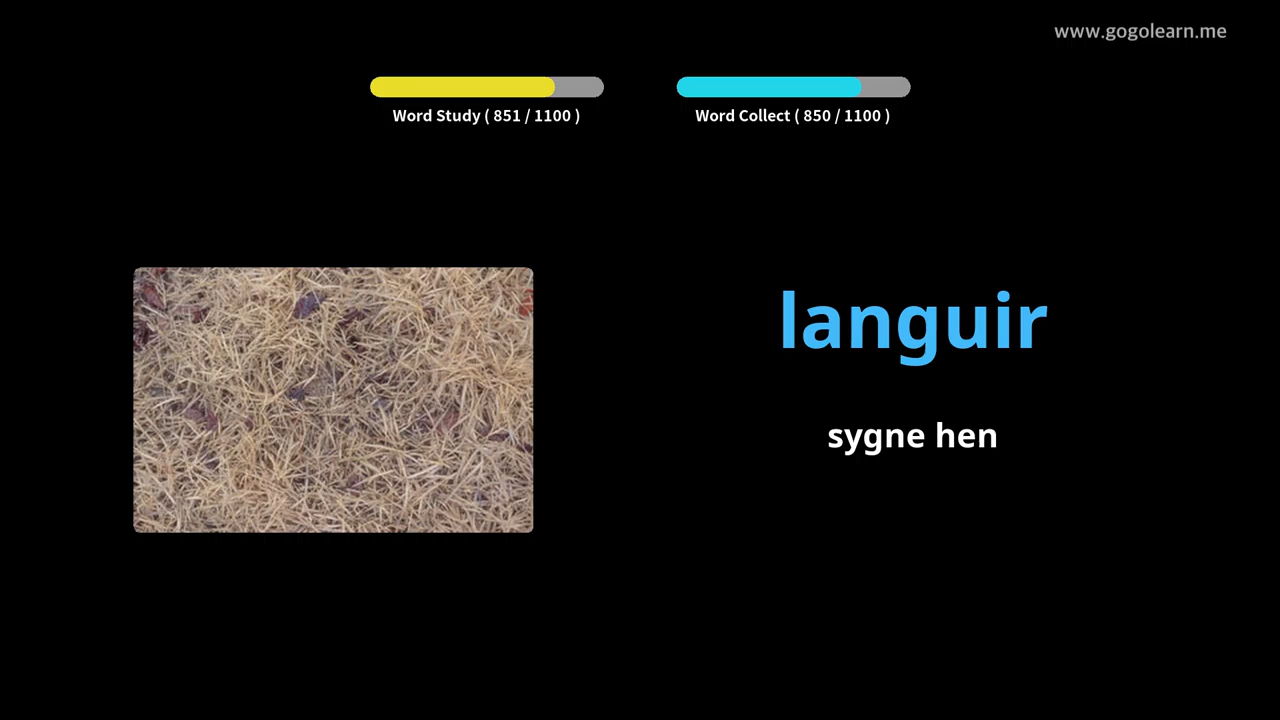 www.gogolearn.me
Word Study ( 851 / 1100 )
Word Collect ( 850 / 1100 )
languir
sygne hen